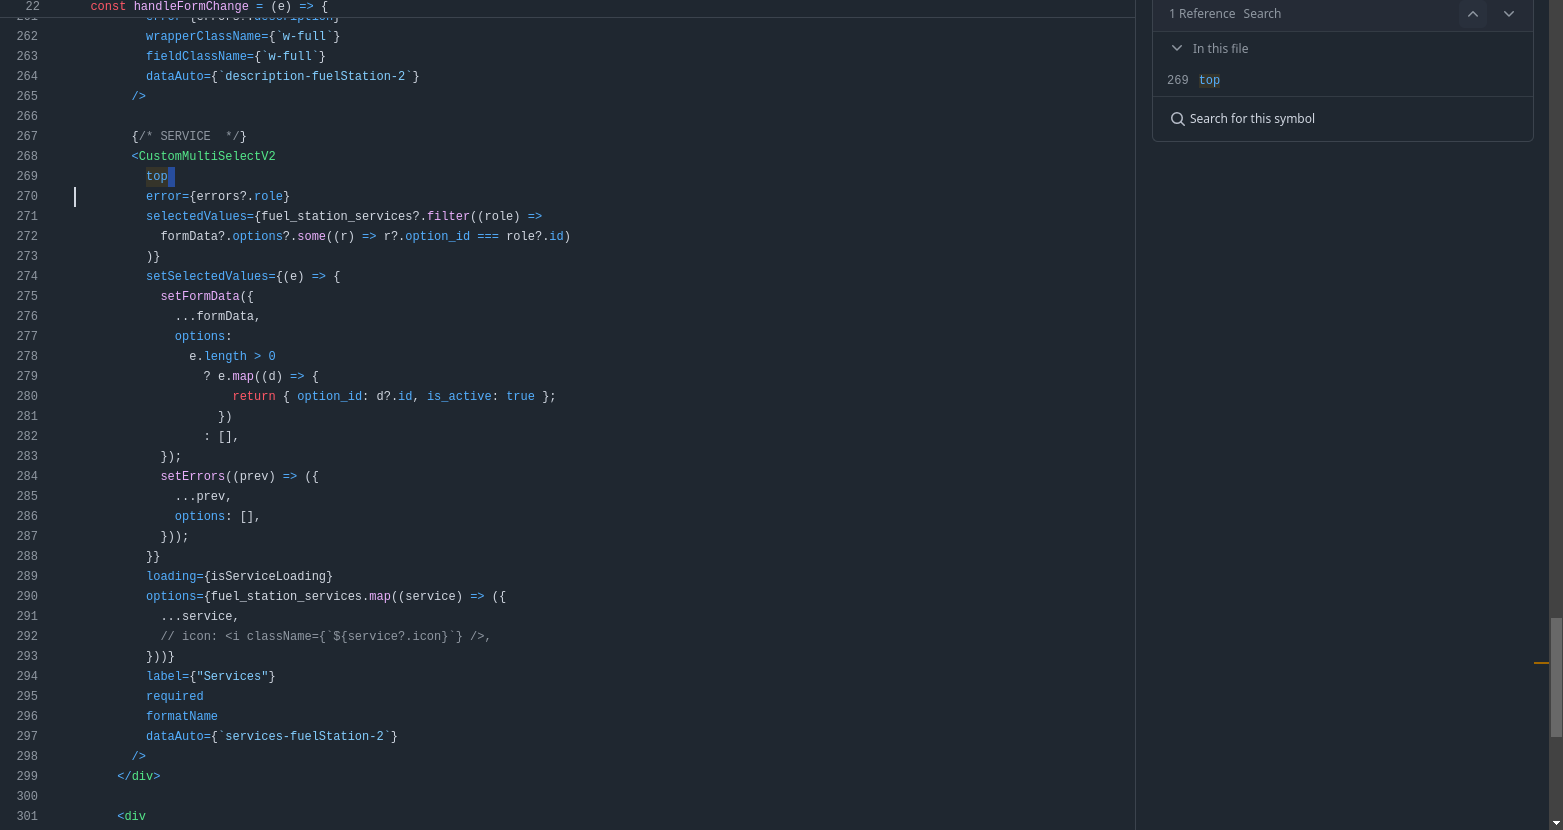 22 const handleFormChange = (e) => {
261 error={errors?.description}
262 wrapperClassName={`w-full`}
263 fieldClassName={`w-full`}
264 dataAuto={`description-fuelStation-2`}
265 />
266
267 {/* SERVICE  */}
268 <CustomMultiSelectV2
269 top
270 error={errors?.role}
271 selectedValues={fuel_station_services?.filter((role) =>
272 formData?.options?.some((r) => r?.option_id === role?.id)
273 )}
274 setSelectedValues={(e) => {
275 setFormData({
276 ...formData,
277 options:
278 e.length > 0
279 ? e.map((d) => {
280 return { option_id: d?.id, is_active: true };
281 })
282 : [],
283 });
284 setErrors((prev) => ({
285 ...prev,
286 options: [],
287 }));
288 }}
289 loading={isServiceLoading}
290 options={fuel_station_services.map((service) => ({
291 ...service,
292 // icon: <i className={`${service?.icon}`} />,
293 }))}
294 label={"Services"}
295 required
296 formatName
297 dataAuto={`services-fuelStation-2`}
298 />
299 </div>
300
301 <div
1 Reference Search
In this file
269 top
Search for this symbol